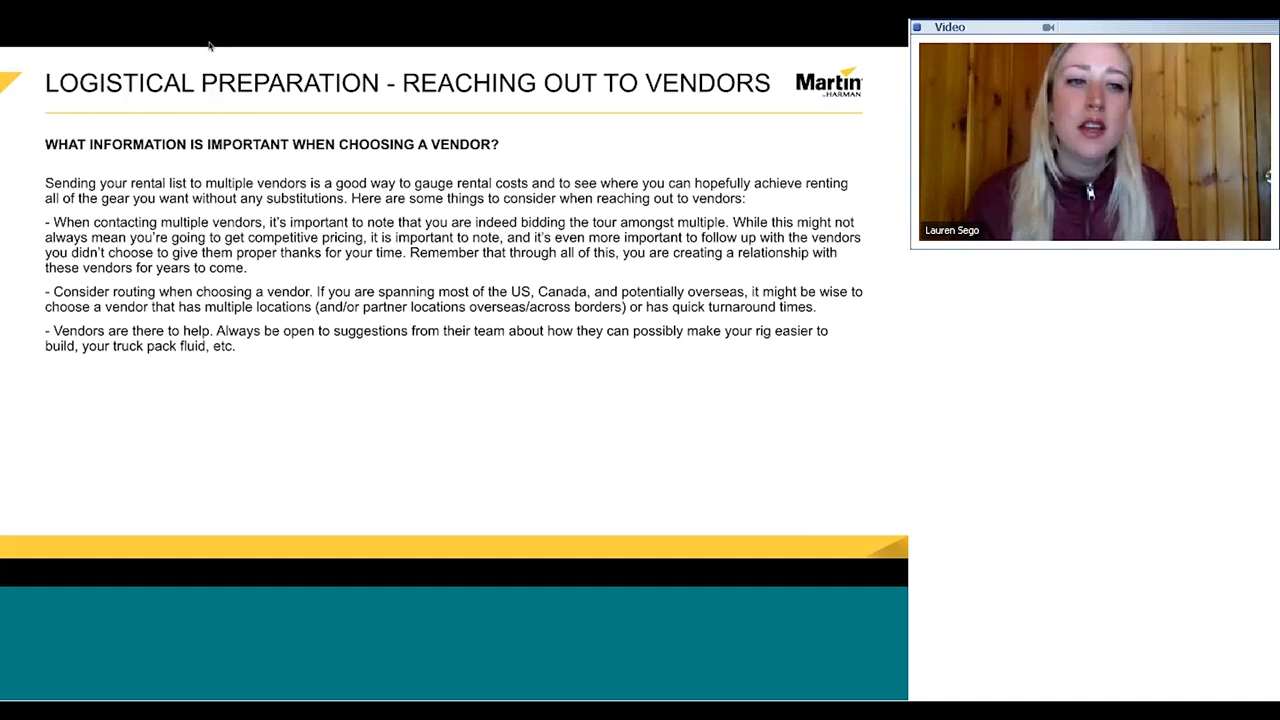 LOGISTICAL PREPARATION - REACHING OUT TO VENDORS
Martin
by HARMAN
WHAT INFORMATION IS IMPORTANT WHEN CHOOSING A VENDOR?
Sending your rental list to multiple vendors is a good way to gauge rental costs and to see where you can hopefully achieve renting
all of the gear you want without any substitutions. Here are some things to consider when reaching out to vendors:
- When contacting multiple vendors, it’s important to note that you are indeed bidding the tour amongst multiple. While this might not
always mean you’re going to get competitive pricing, it is important to note, and it’s even more important to follow up with the vendors
you didn’t choose to give them proper thanks for your time. Remember that through all of this, you are creating a relationship with
these vendors for years to come.
- Consider routing when choosing a vendor. If you are spanning most of the US, Canada, and potentially overseas, it might be wise to
choose a vendor that has multiple locations (and/or partner locations overseas/across borders) or has quick turnaround times.
- Vendors are there to help. Always be open to suggestions from their team about how they can possibly make your rig easier to
build, your truck pack fluid, etc.
Video
Lauren Sego